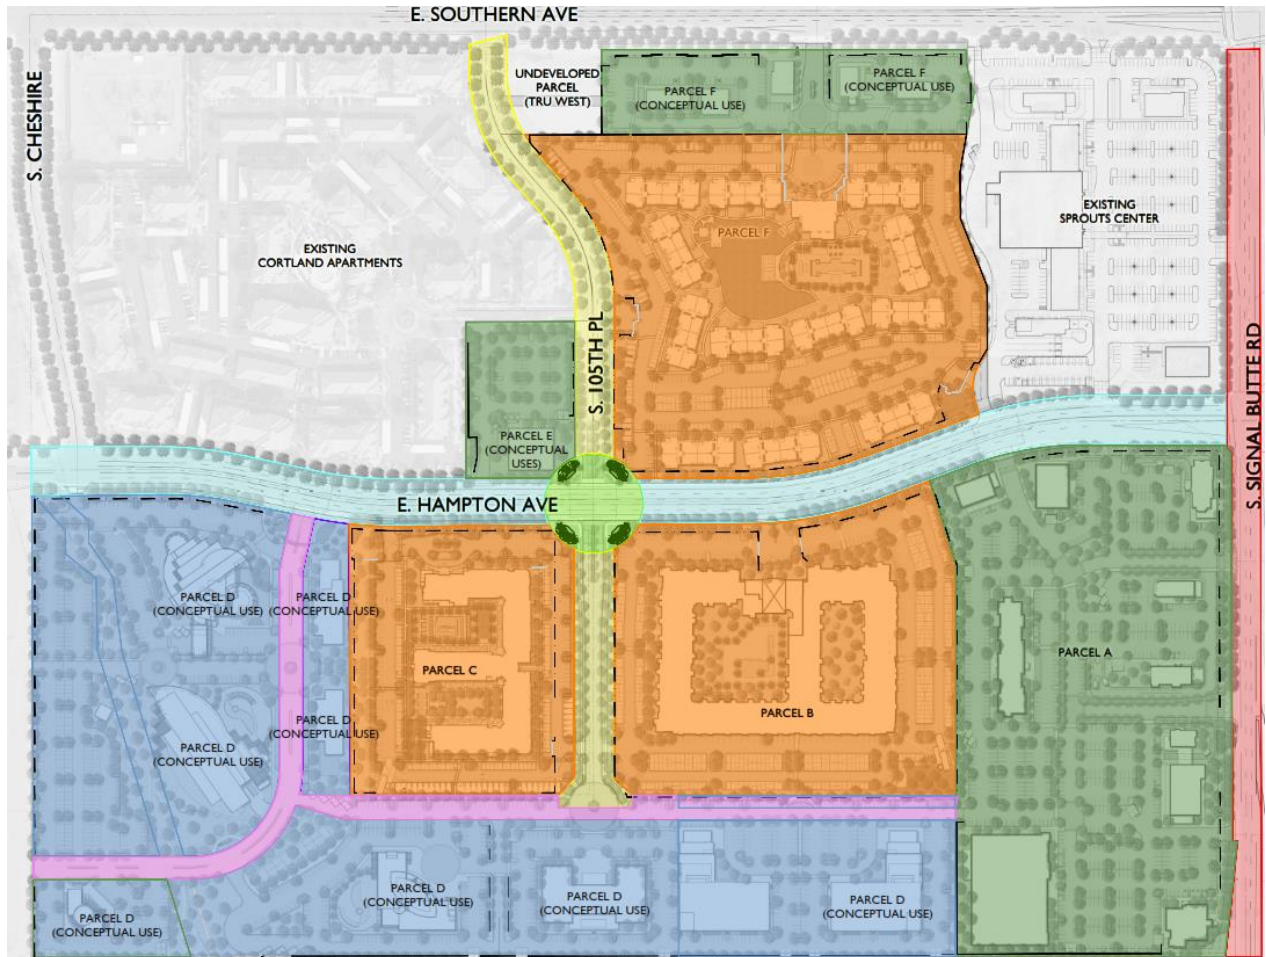 E. SOUTHERN AVE
S. CHESHIRE
UNDEVELOPED
PARCEL
(TRU WEST)
PARCEL F
(CONCEPTUAL USE)
PARCEL F
(CONCEPTUAL USE)
EXISTING
SPROUTS CENTER
PARCEL F
EXISTING
CORTLAND APARTMENTS
S. 105TH PL
S. SIGNAL BUTTE RD
PARCEL E
(CONCEPTUAL
USES)
E. HAMPTON AVE
PARCEL D
(CONCEPTUAL USE)
PARCEL D
(CONCEPTUAL USE)
PARCEL C
PARCEL B
PARCEL A
PARCEL D
(CONCEPTUAL USE)
PARCEL D
(CONCEPTUAL USE)
PARCEL D
(CONCEPTUAL USE)
PARCEL D
(CONCEPTUAL USE)
PARCEL D
(CONCEPTUAL USE)
PARCEL D
(CONCEPTUAL USE)